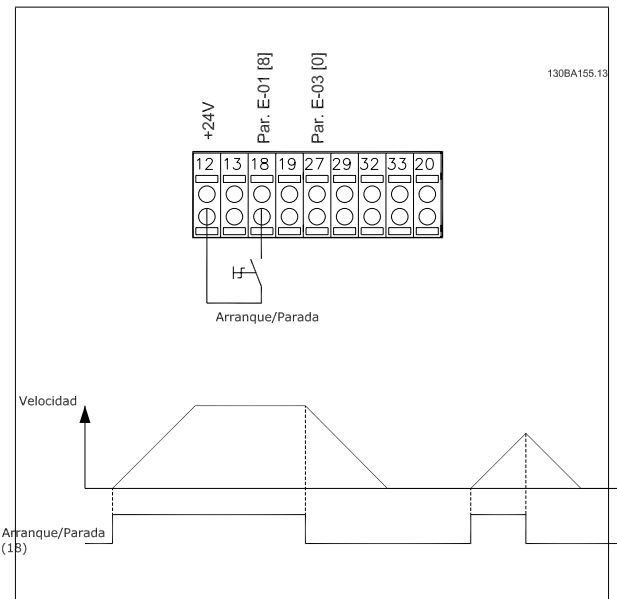 130BA155.13
+24V
Par. E-01 [8]
Par. E-03 [0]
12 13 18 19 27 29 32 33 20
Arranque/Parada
Velocidad
Arranque/Parada
(18)